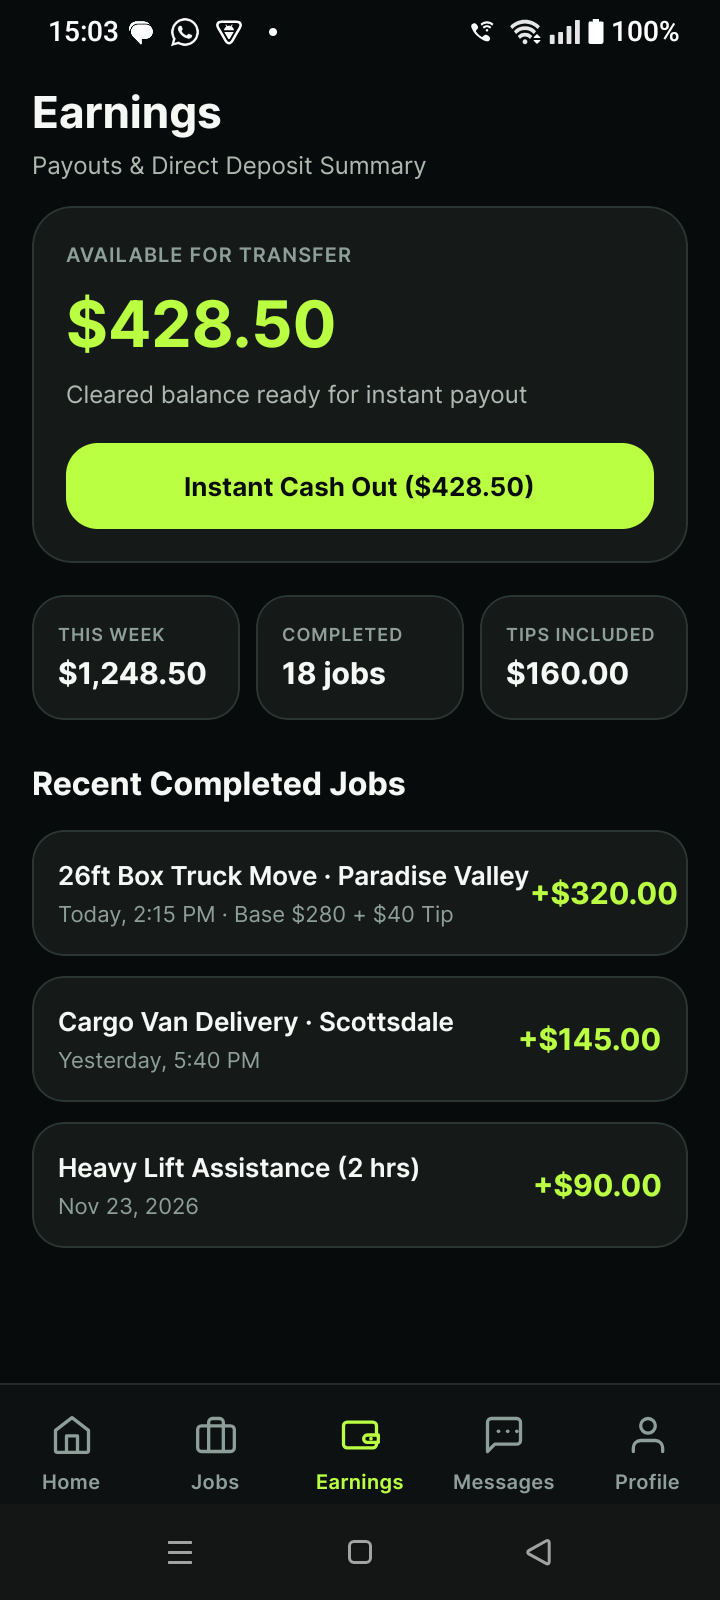 15:03
100%
Earnings
Payouts & Direct Deposit Summary
AVAILABLE FOR TRANSFER
$428.50
Cleared balance ready for instant payout
Instant Cash Out ($428.50)
THIS WEEK
$1,248.50
COMPLETED
18 jobs
TIPS INCLUDED
$160.00
Recent Completed Jobs
26ft Box Truck Move · Paradise Valley
+$320.00
Today, 2:15 PM · Base $280 + $40 Tip
Cargo Van Delivery · Scottsdale
+$145.00
Yesterday, 5:40 PM
Heavy Lift Assistance (2 hrs)
+$90.00
Nov 23, 2026
Home
Jobs
Earnings
Messages
Profile